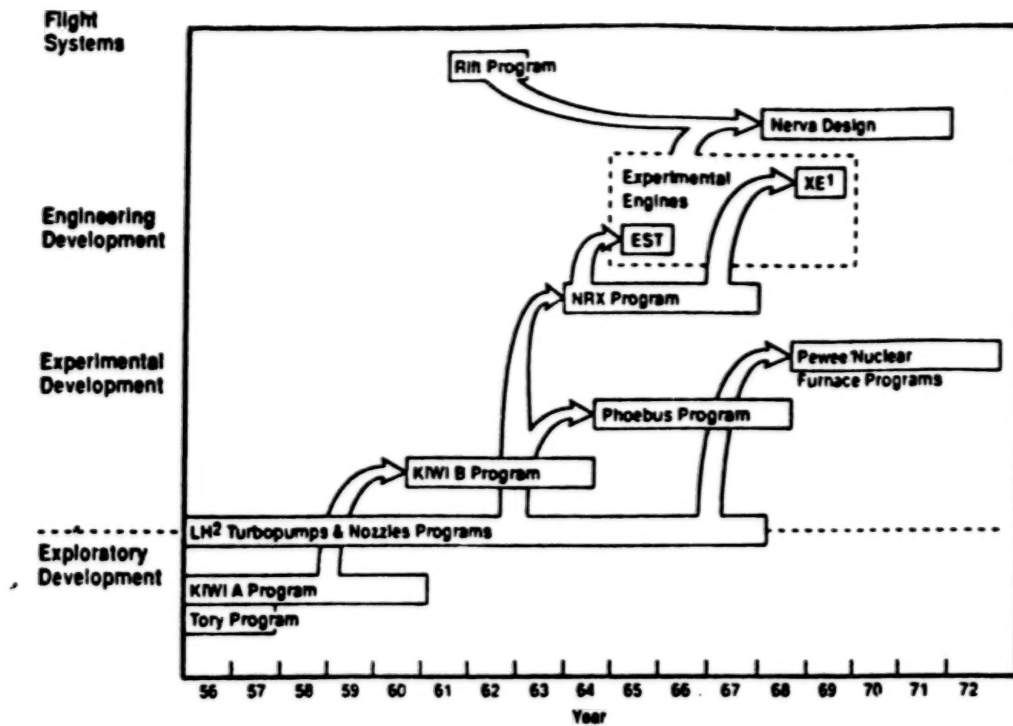 Flight
Systems
Rift Program
Nerva Design
Experimental
Engines
XE1
Engineering
Development
EST
NRX Program
Experimental
Development
Pewee Nuclear
Furnace Programs
Phoebus Program
KIWI B Program
LH2 Turbopumps & Nozzles Programs
Exploratory
Development
KIWI A Program
Tory Program
56 57 58 59 60 61 62 63 64 65 66 67 68 69 70 71 72
Year